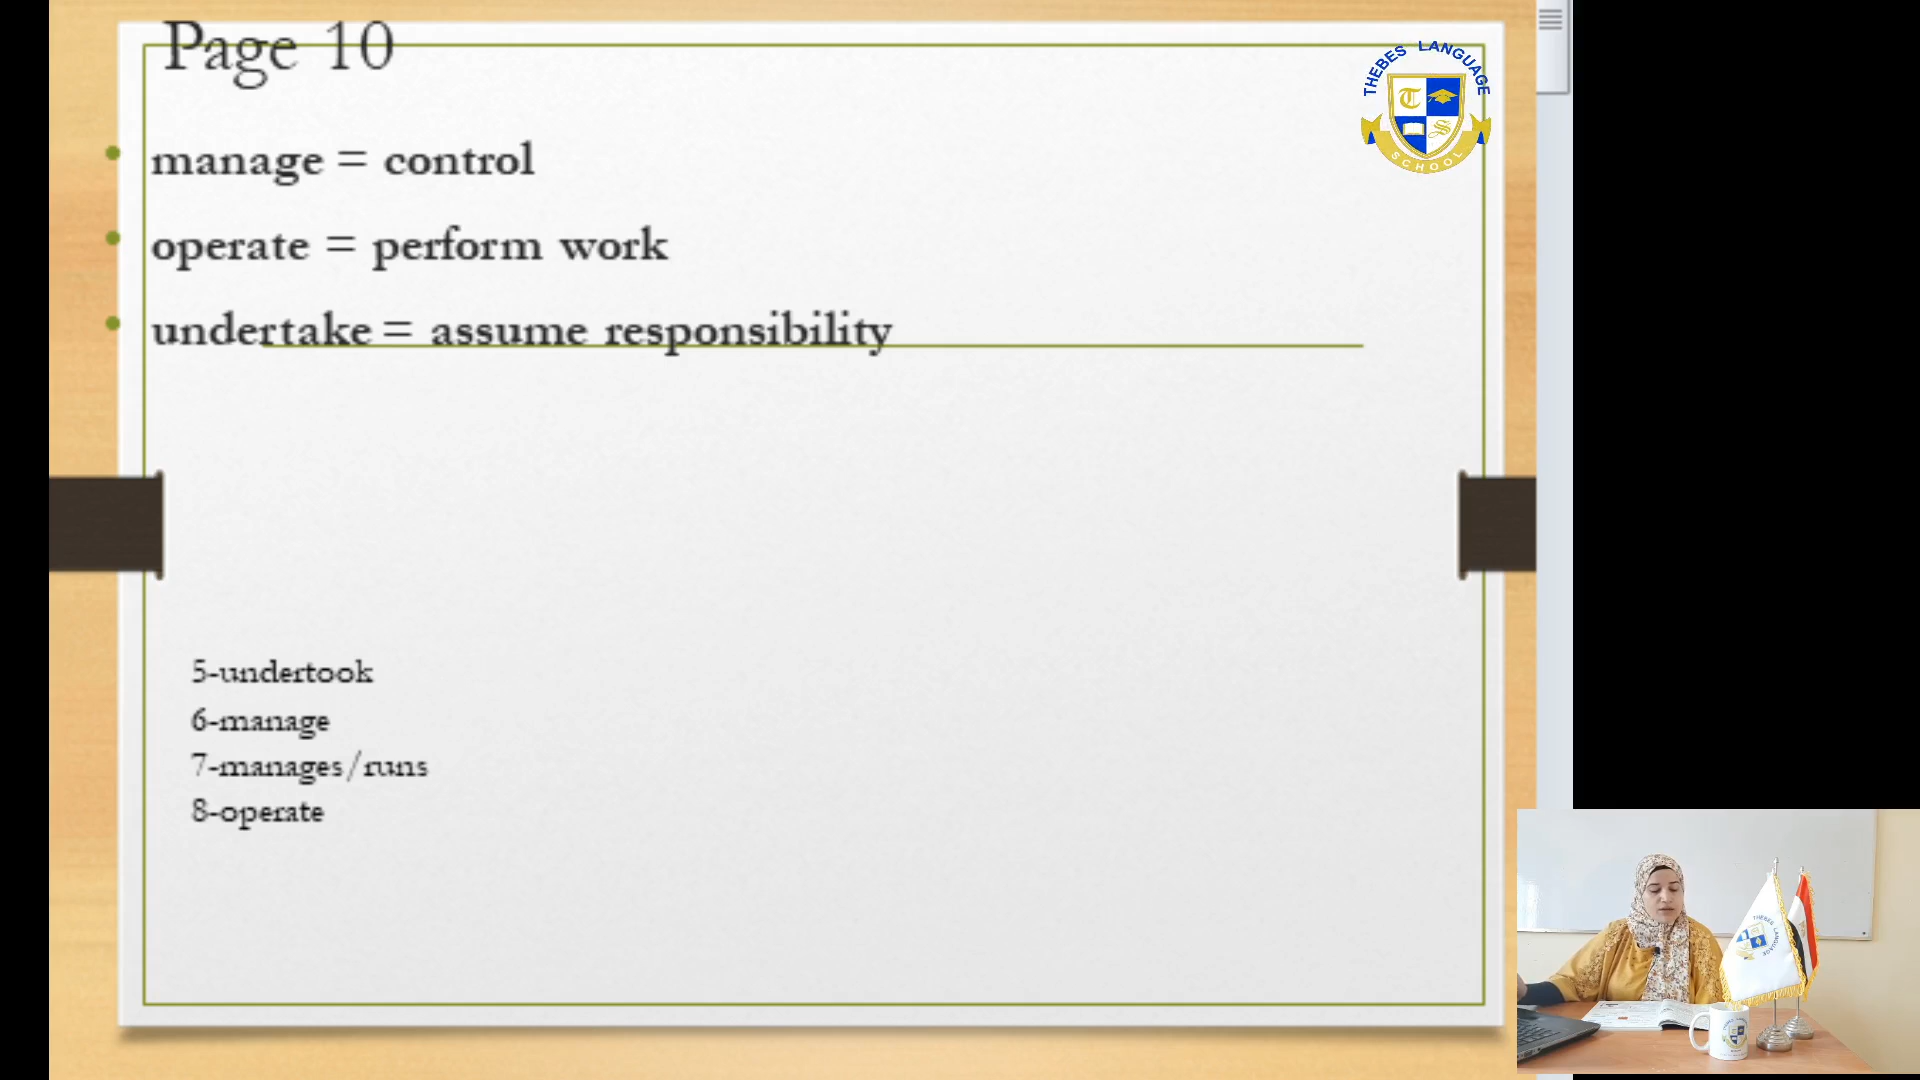 Page 10
manage = control
operate = perform work
undertake = assume responsibility
5-undertook
6-manage
7-manages/runs
8-operate
THEBES LANGUAGE
SCHOOL